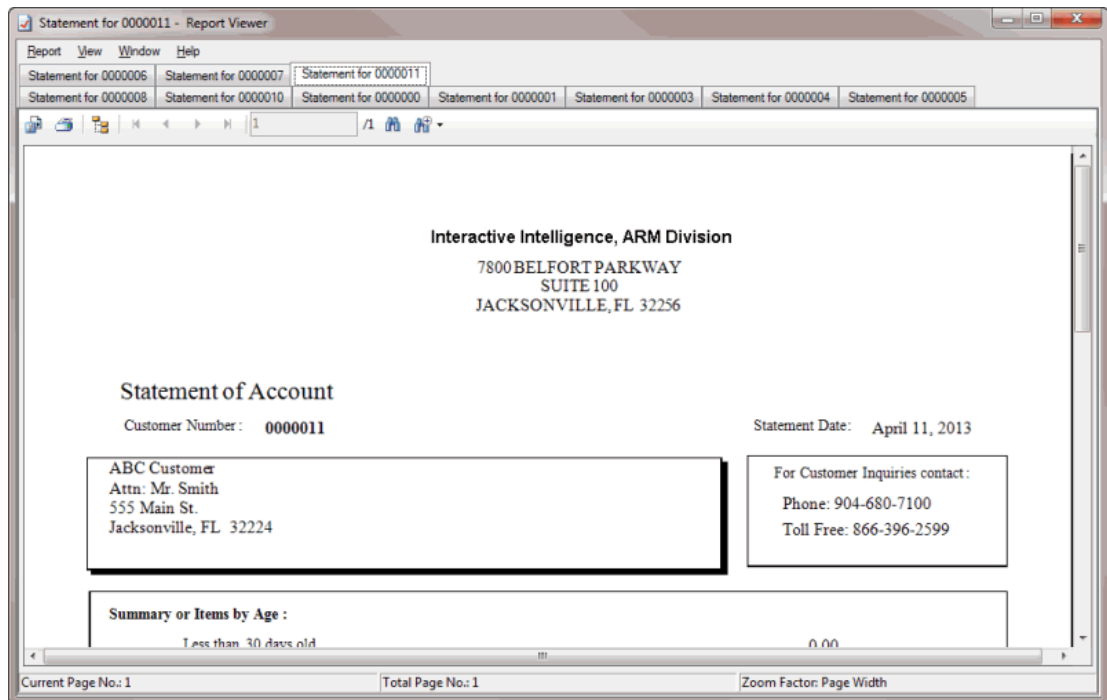 Statement for 0000011 - Report Viewer
Report View Window Help
Statement for 0000006 Statement for 0000007 Statement for 0000011
Statement for 0000008 Statement for 0000010 Statement for 0000000 Statement for 0000001 Statement for 0000003 Statement for 0000004 Statement for 0000005
1 /1
Interactive Intelligence, ARM Division
7800 BELFORT PARKWAY
SUITE 100
JACKSONVILLE, FL 32256
Statement of Account
Customer Number : 0000011 Statement Date: April 11, 2013
ABC Customer
Attn: Mr. Smith
555 Main St.
Jacksonville, FL 32224
For Customer Inquiries contact :
Phone: 904-680-7100
Toll Free: 866-396-2599
Summary or Items by Age :
Less than 30 days old 0.00
Current Page No.: 1 Total Page No.: 1 Zoom Factor: Page Width